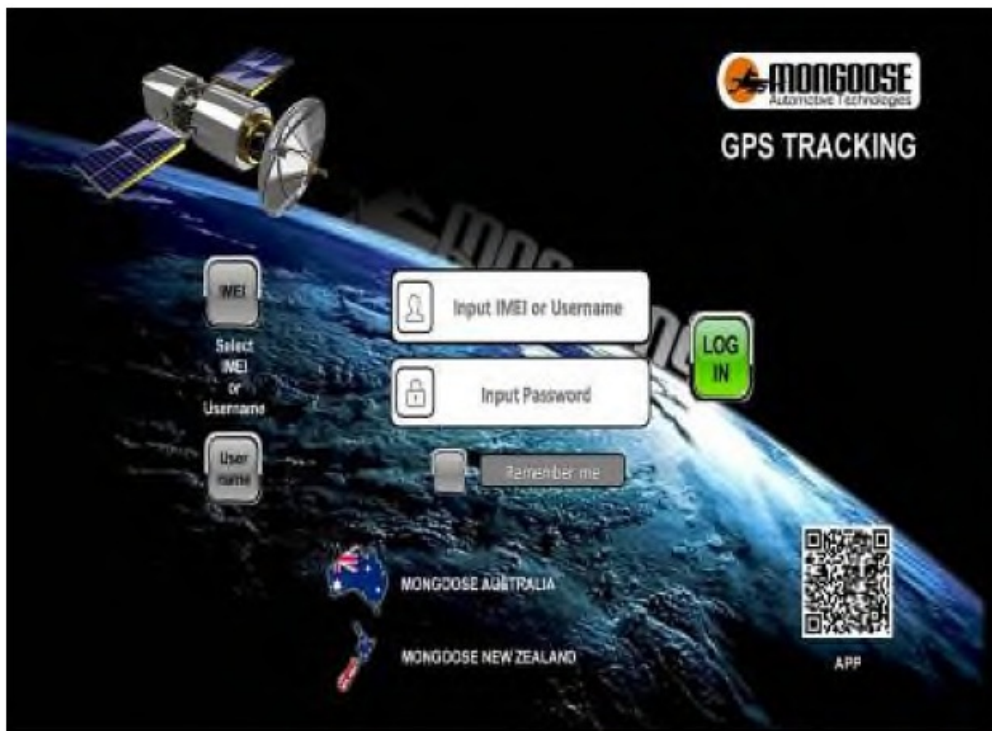 MONGOOSE
Automotive Technologies
GPS TRACKING
IMEI
Select
IMEI
or
Username
User
name
Input IMEI or Username
Input Password
LOG
IN
Remember me
MONGOOSE AUSTRALIA
MONGOOSE NEW ZEALAND
APP